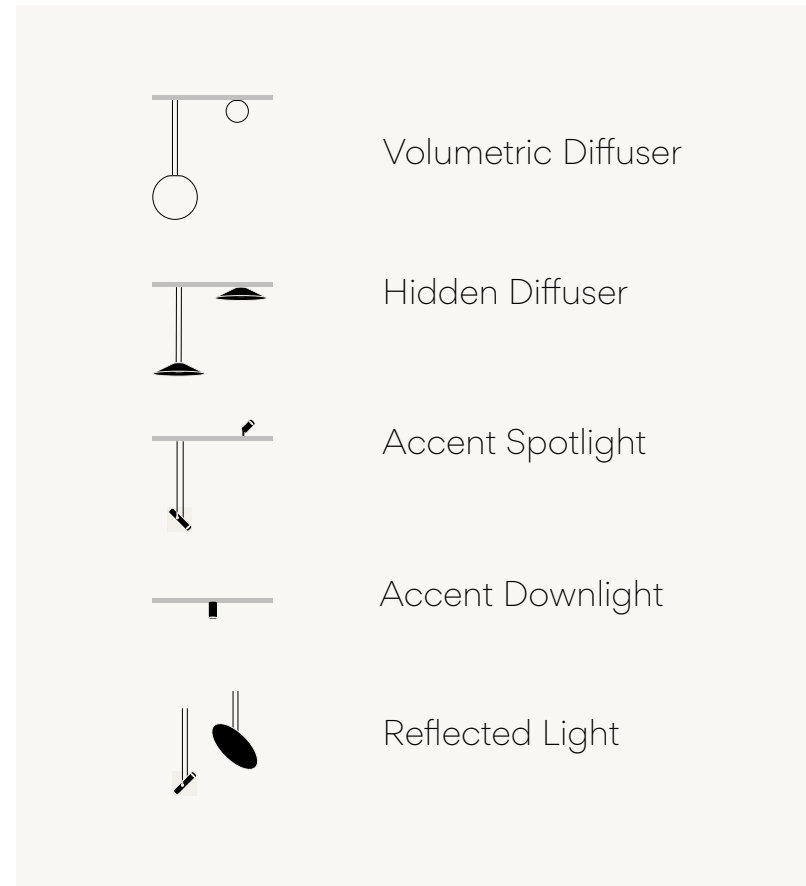 Volumetric Diffuser
Hidden Diffuser
Accent Spotlight
Accent Downlight
Reflected Light